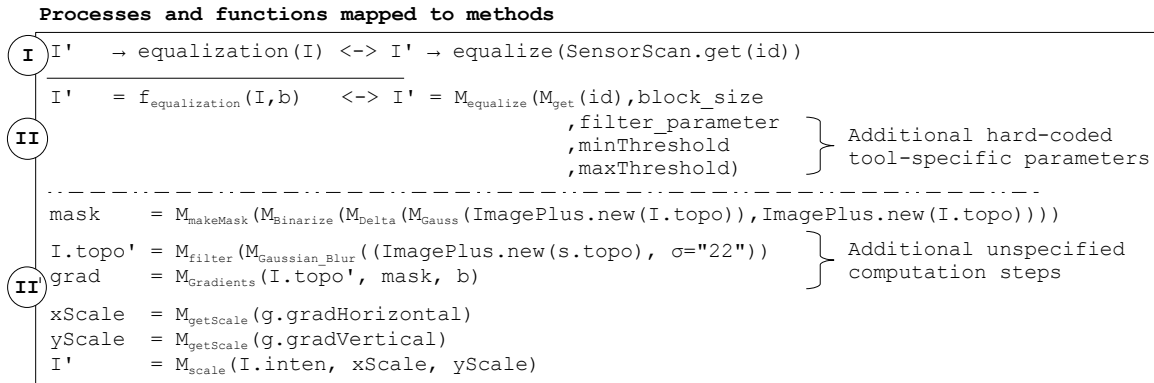 Processes and functions mapped to methods
I I' → equalization(I) <-> I' → equalize(SensorScan.get(id))
I' = fequalization(I,b) <-> I' = Mequalize(Mget(id),block_size
II ,filter_parameter
,minThreshold
,maxThreshold)
Additional hard-coded
tool-specific parameters
mask = MmakeMask(MBinarize(MDelta(MGauss(ImagePlus.new(I.topo)),ImagePlus.new(I.topo))))
I.topo' = Mfilter(MGaussian_Blur((ImagePlus.new(s.topo), σ="22"))
II' grad = MGradients(I.topo', mask, b)
Additional unspecified
computation steps
xScale = MgetScale(g.gradHorizontal)
yScale = MgetScale(g.gradVertical)
I' = Mscale(I.inten, xScale, yScale)